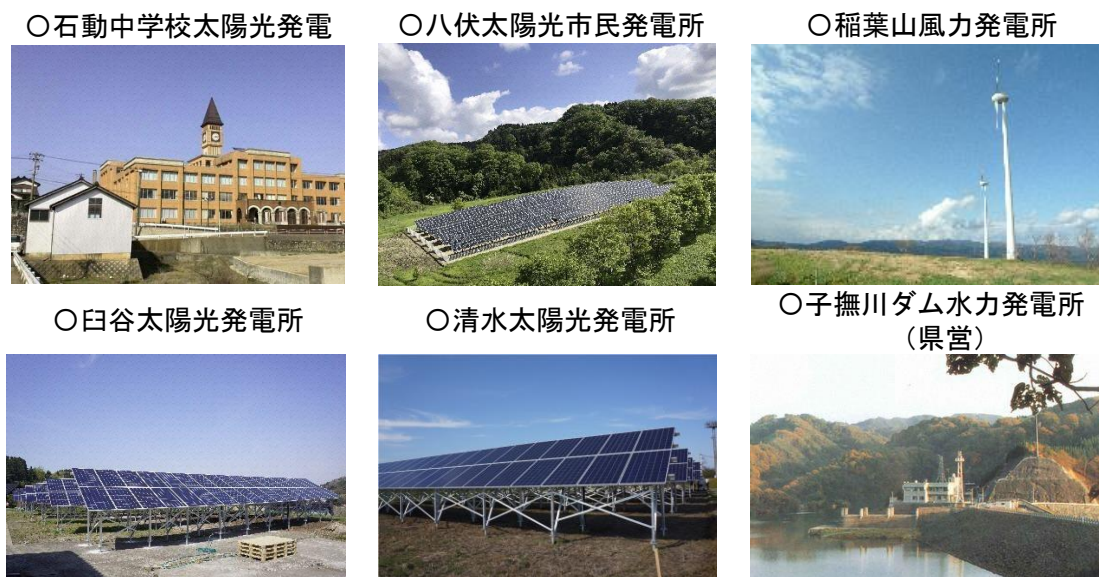 ○石動中学校太陽光発電
○八伏太陽光市民発電所
○稲葉山風力発電所
○臼谷太陽光発電所
○清水太陽光発電所
○子撫川ダム水力発電所
（県営）